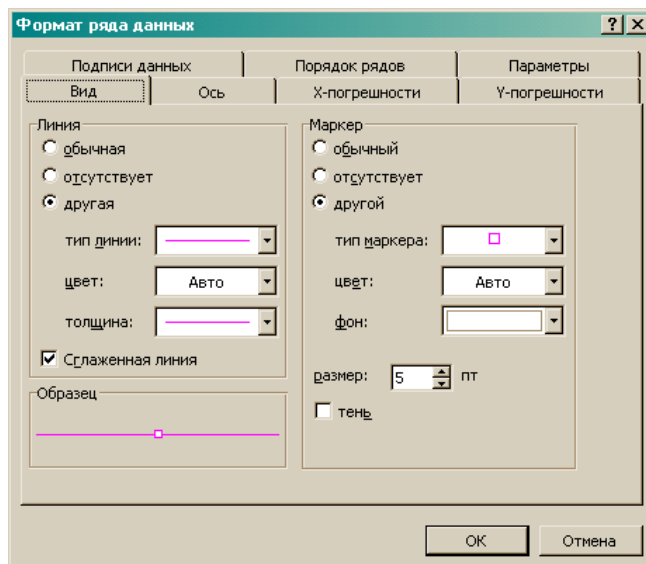 Формат ряда данных
Подписи данных Порядок рядов Параметры
Вид Ось X-погрешности Y-погрешности
Линия
обычная
отсутствует
другая
тип линии:
цвет: Авто
толщина:
Сглаженная линия
Образец
Маркер
обычный
отсутствует
другой
тип маркера:
цвет: Авто
фон:
размер: 5 пт
тень
ОК Отмена